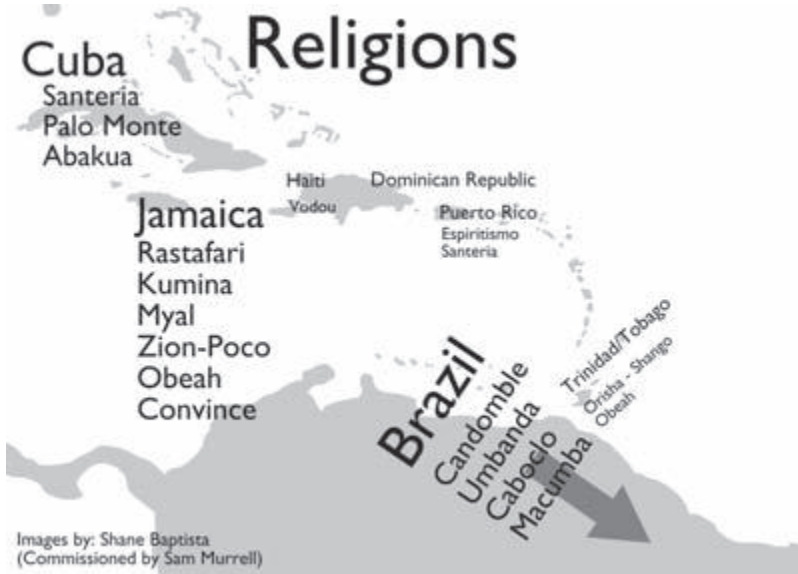 Religions
Cuba
Santeria
Palo Monte
Abakua
Haiti
Vodou
Dominican Republic
Puerto Rico
Espiritismo
Santeria
Jamaica
Rastafari
Kumina
Myal
Zion-Poco
Obeah
Convince
Trinidad/Tobago
Orisha - Shango
Obeah
Brazil
Candomble
Umbanda
Caboclo
Macumba
Images by: Shane Baptista
(Commissioned by Sam Murrell)